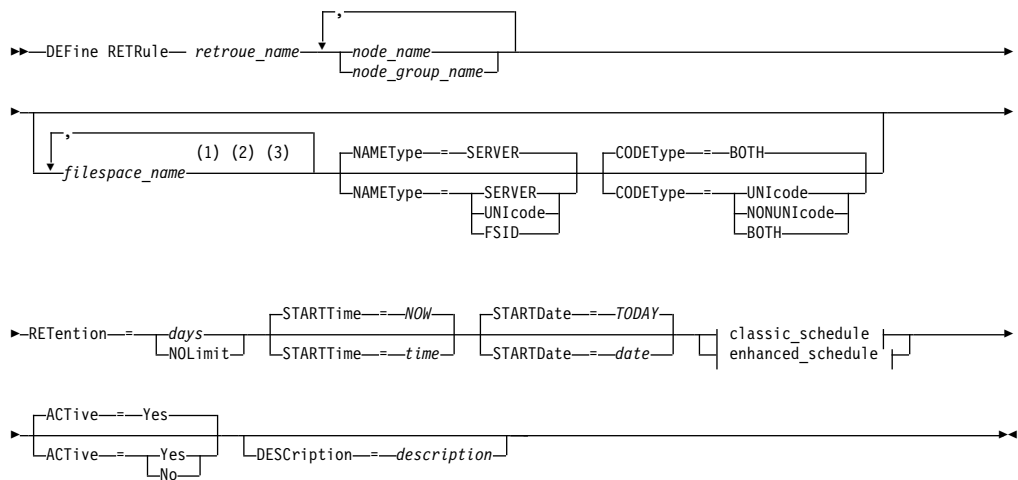 ,
DEFine RETRule retroue_name node_name
node_group_name
,
(1) (2) (3)
filespace_name
NAMEType = SERVER
NAMEType = SERVER
UNIcode
FSID
CODEType = BOTH
CODEType = UNIcode
NONUNIcode
BOTH
RETention = days
NOLimit
STARTTime = NOW
STARTTime = time
STARTDate = TODAY
STARTDate = date
classic_schedule
enhanced_schedule
ACTive = Yes
ACTive = Yes
No
DESCription = description